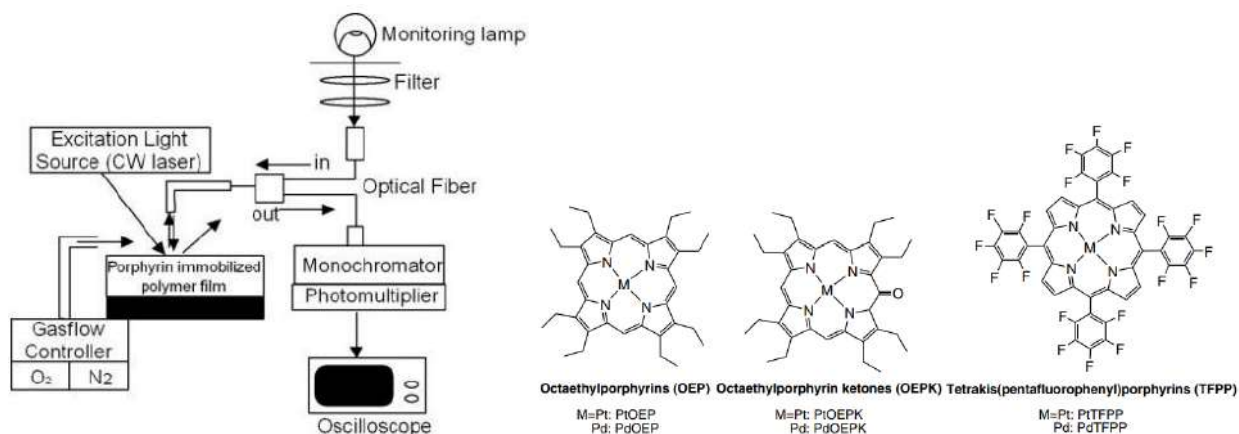 Monitoring lamp
Filter
Excitation Light
Source (CW laser)
in
Optical Fiber
out
Porphyrin immobilized
polymer film
Monochromator
Photomultiplier
Gasflow
Controller
O₂ N2
Oscilloscope
N N
M
N N
Octaethylporphyrins (OEP)
M=Pt: PtOEP
Pd: PdOEP
N N
M
O
N N
Octaethylporphyrin ketones (OEPK)
M=Pt: PtOEPK
Pd: PdOEPK
F
F F
F F
F F
F F
F N N F
M
F N N F
F F
F F
F F
F
Tetrakis(pentafluorophenyl)porphyrins (TFPP)
M=Pt: PtTFPP
Pd: PdTFPP